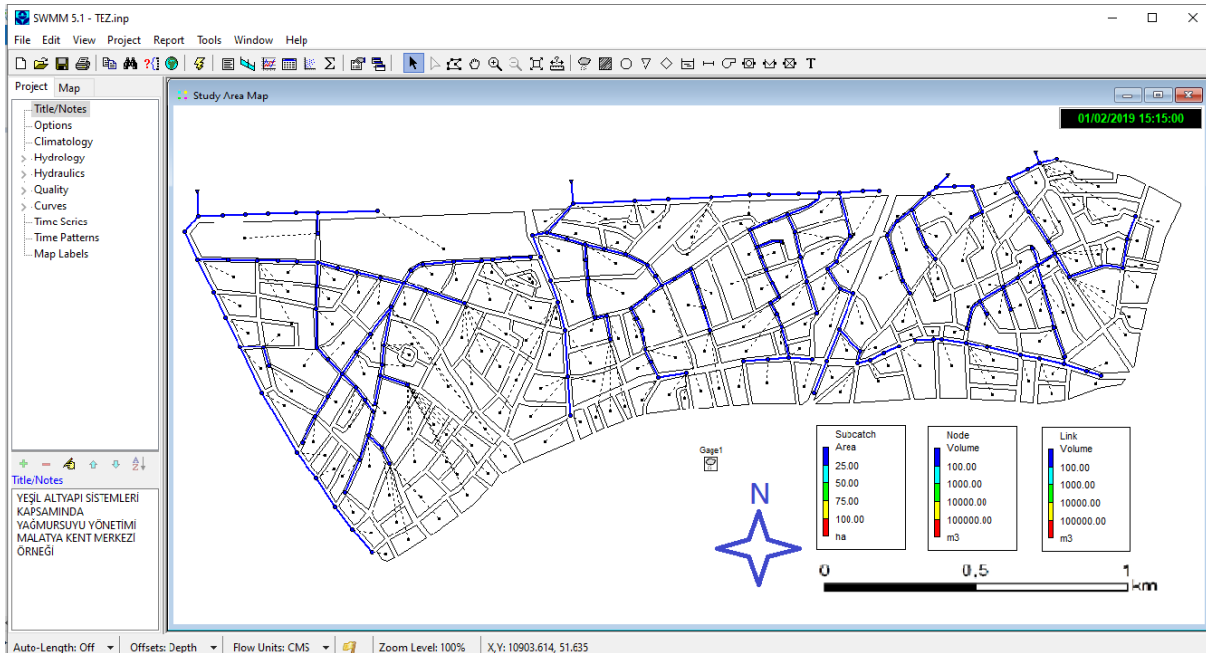 SWMM 5.1 - TEZ.inp
File Edit View Project Report Tools Window Help
Project Map
Title/Notes
Options
Climatology
Hydrology
Hydraulics
Quality
Curves
Time Series
Time Patterns
Map Labels
Title/Notes
YEŞİL ALTYAPI SİSTEMLERİ
KAPSAMINDA
YAĞMURSUYU YÖNETİMİ
MALATYA KENT MERKEZİ
ÖRNEĞİ
Study Area Map
01/02/2019 15:15:00
Gage1
N
Subcatch
Area
25.00
50.00
75.00
100.00
ha
Node
Volume
100.00
1000.00
10000.00
100000.00
m3
Link
Volume
100.00
1000.00
10000.00
100000.00
m3
0 0.5 1
km
Auto-Length: Off Offsets: Depth Flow Units: CMS Zoom Level: 100% X,Y: 10903.614, 51.635